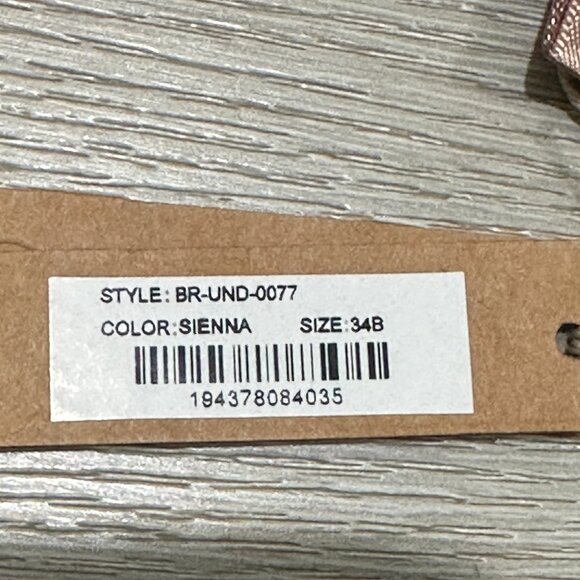 STYLE: BR-UND-0077
COLOR:SIENNA SIZE:34B
194378084035